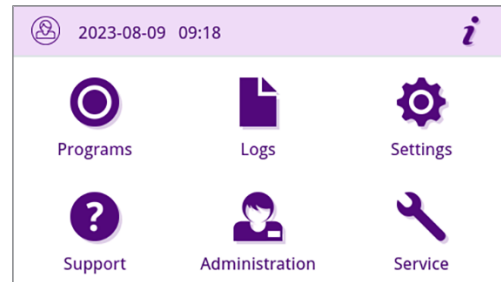 2023-08-09 09:18 i
Programs Logs Settings
?
Support Administration Service